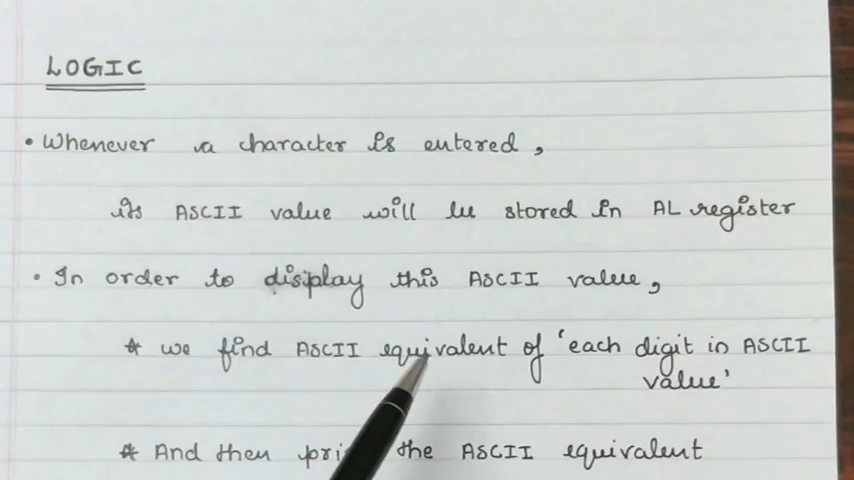 LOGIC
• Whenever a character is entered,
its ASCII value will be stored in AL register
• In order to display this ASCII value,
* we find ASCII equivalent of 'each digit in ASCII
value'
* And then the ASCII equivalent